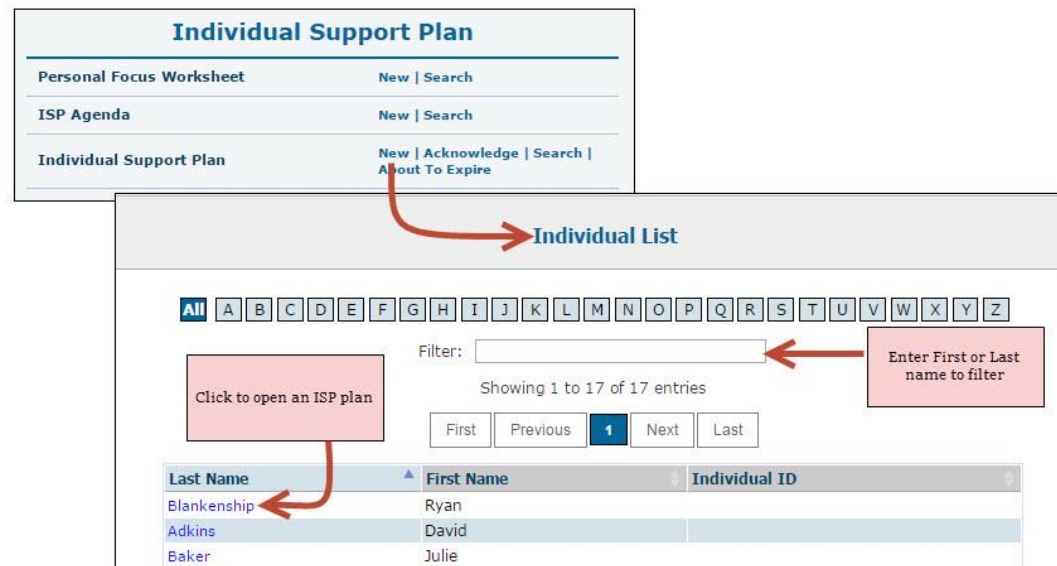 Individual Support Plan
Personal Focus Worksheet New | Search
ISP Agenda New | Search
Individual Support Plan New | Acknowledge | Search |
About To Expire
Individual List
All A B C D E F G H I J K L M N O P Q R S T U V W X Y Z
Filter:
Enter First or Last
name to filter
Click to open an ISP plan
Showing 1 to 17 of 17 entries
First Previous 1 Next Last
Last Name First Name Individual ID
Blankenship Ryan
Adkins David
Baker Julie